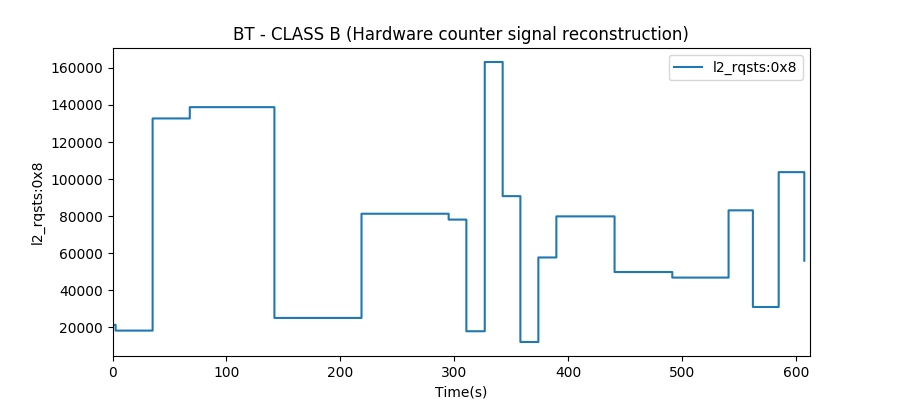 BT - CLASS B (Hardware counter signal reconstruction)
l2_rqsts:0x8
160000
140000
120000
100000
80000
60000
40000
20000
l2_rqsts:0x8
0 100 200 300 400 500 600
Time(s)